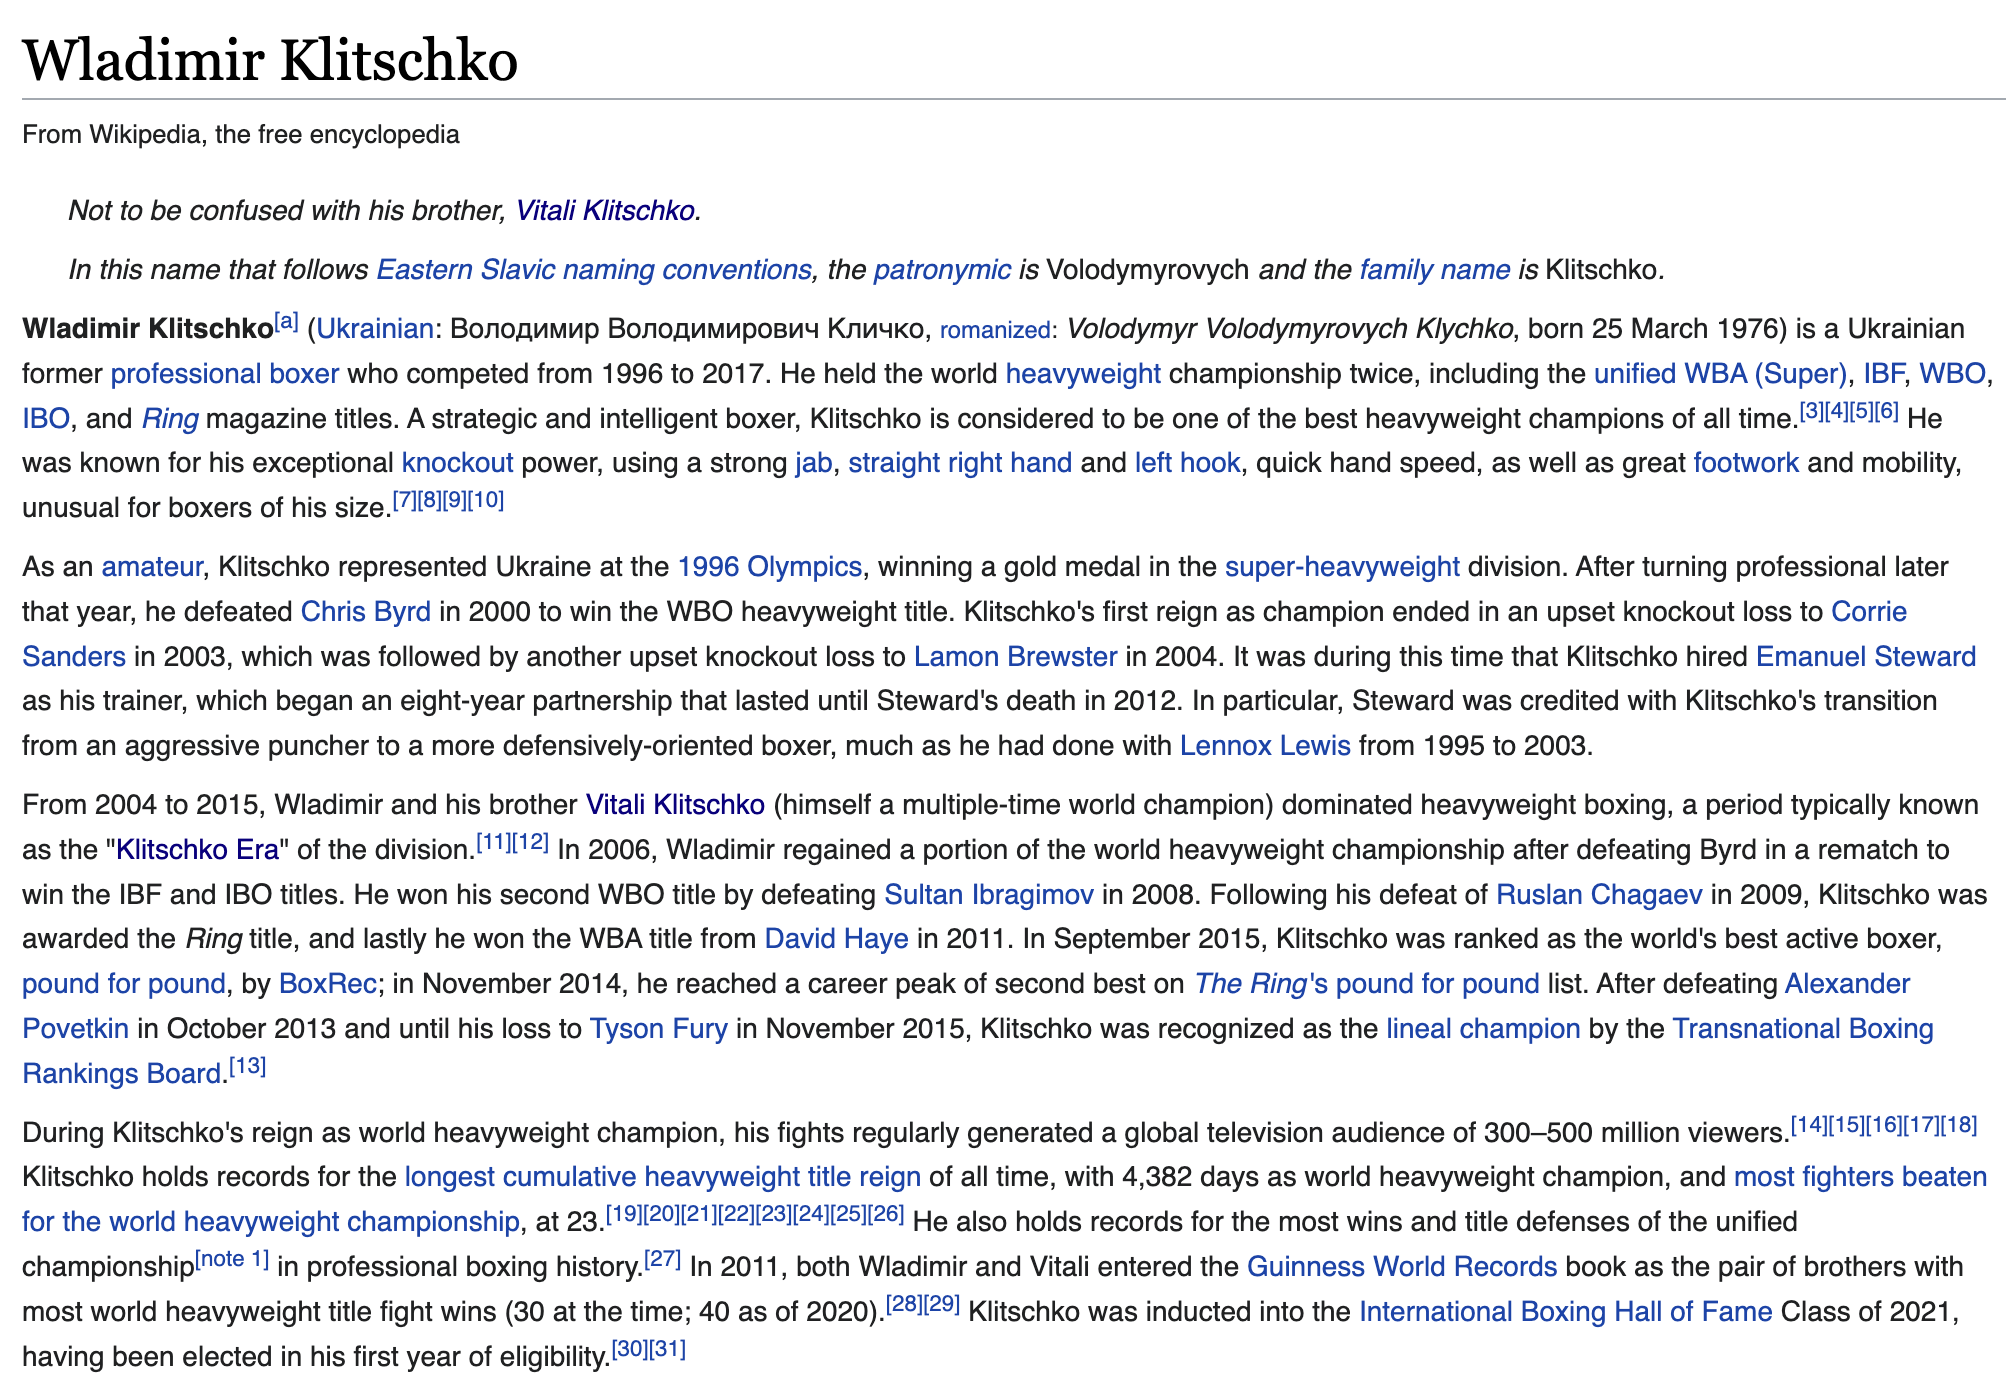 Wladimir Klitschko
From Wikipedia, the free encyclopedia
Not to be confused with his brother, Vitali Klitschko.
In this name that follows Eastern Slavic naming conventions, the patronymic is Volodymyrovych and the family name is Klitschko.
Wladimir Klitschko[a] (Ukrainian: Володимир Володимирович Кличко, romanized: Volodymyr Volodymyrovych Klychko, born 25 March 1976) is a Ukrainian
former professional boxer who competed from 1996 to 2017. He held the world heavyweight championship twice, including the unified WBA (Super), IBF, WBO,
IBO, and Ring magazine titles. A strategic and intelligent boxer, Klitschko is considered to be one of the best heavyweight champions of all time.[3][4][5][6] He
was known for his exceptional knockout power, using a strong jab, straight right hand and left hook, quick hand speed, as well as great footwork and mobility,
unusual for boxers of his size.[7][8][9][10]
As an amateur, Klitschko represented Ukraine at the 1996 Olympics, winning a gold medal in the super-heavyweight division. After turning professional later
that year, he defeated Chris Byrd in 2000 to win the WBO heavyweight title. Klitschko's first reign as champion ended in an upset knockout loss to Corrie
Sanders in 2003, which was followed by another upset knockout loss to Lamon Brewster in 2004. It was during this time that Klitschko hired Emanuel Steward
as his trainer, which began an eight-year partnership that lasted until Steward's death in 2012. In particular, Steward was credited with Klitschko's transition
from an aggressive puncher to a more defensively-oriented boxer, much as he had done with Lennox Lewis from 1995 to 2003.
From 2004 to 2015, Wladimir and his brother Vitali Klitschko (himself a multiple-time world champion) dominated heavyweight boxing, a period typically known
as the "Klitschko Era" of the division.[11][12] In 2006, Wladimir regained a portion of the world heavyweight championship after defeating Byrd in a rematch to
win the IBF and IBO titles. He won his second WBO title by defeating Sultan Ibragimov in 2008. Following his defeat of Ruslan Chagaev in 2009, Klitschko was
awarded the Ring title, and lastly he won the WBA title from David Haye in 2011. In September 2015, Klitschko was ranked as the world's best active boxer,
pound for pound, by BoxRec; in November 2014, he reached a career peak of second best on The Ring's pound for pound list. After defeating Alexander
Povetkin in October 2013 and until his loss to Tyson Fury in November 2015, Klitschko was recognized as the lineal champion by the Transnational Boxing
Rankings Board.[13]
During Klitschko's reign as world heavyweight champion, his fights regularly generated a global television audience of 300–500 million viewers.[14][15][16][17][18]
Klitschko holds records for the longest cumulative heavyweight title reign of all time, with 4,382 days as world heavyweight champion, and most fighters beaten
for the world heavyweight championship, at 23.[19][20][21][22][23][24][25][26] He also holds records for the most wins and title defenses of the unified
championship[note 1] in professional boxing history.[27] In 2011, both Wladimir and Vitali entered the Guinness World Records book as the pair of brothers with
most world heavyweight title fight wins (30 at the time; 40 as of 2020).[28][29] Klitschko was inducted into the International Boxing Hall of Fame Class of 2021,
having been elected in his first year of eligibility.[30][31]